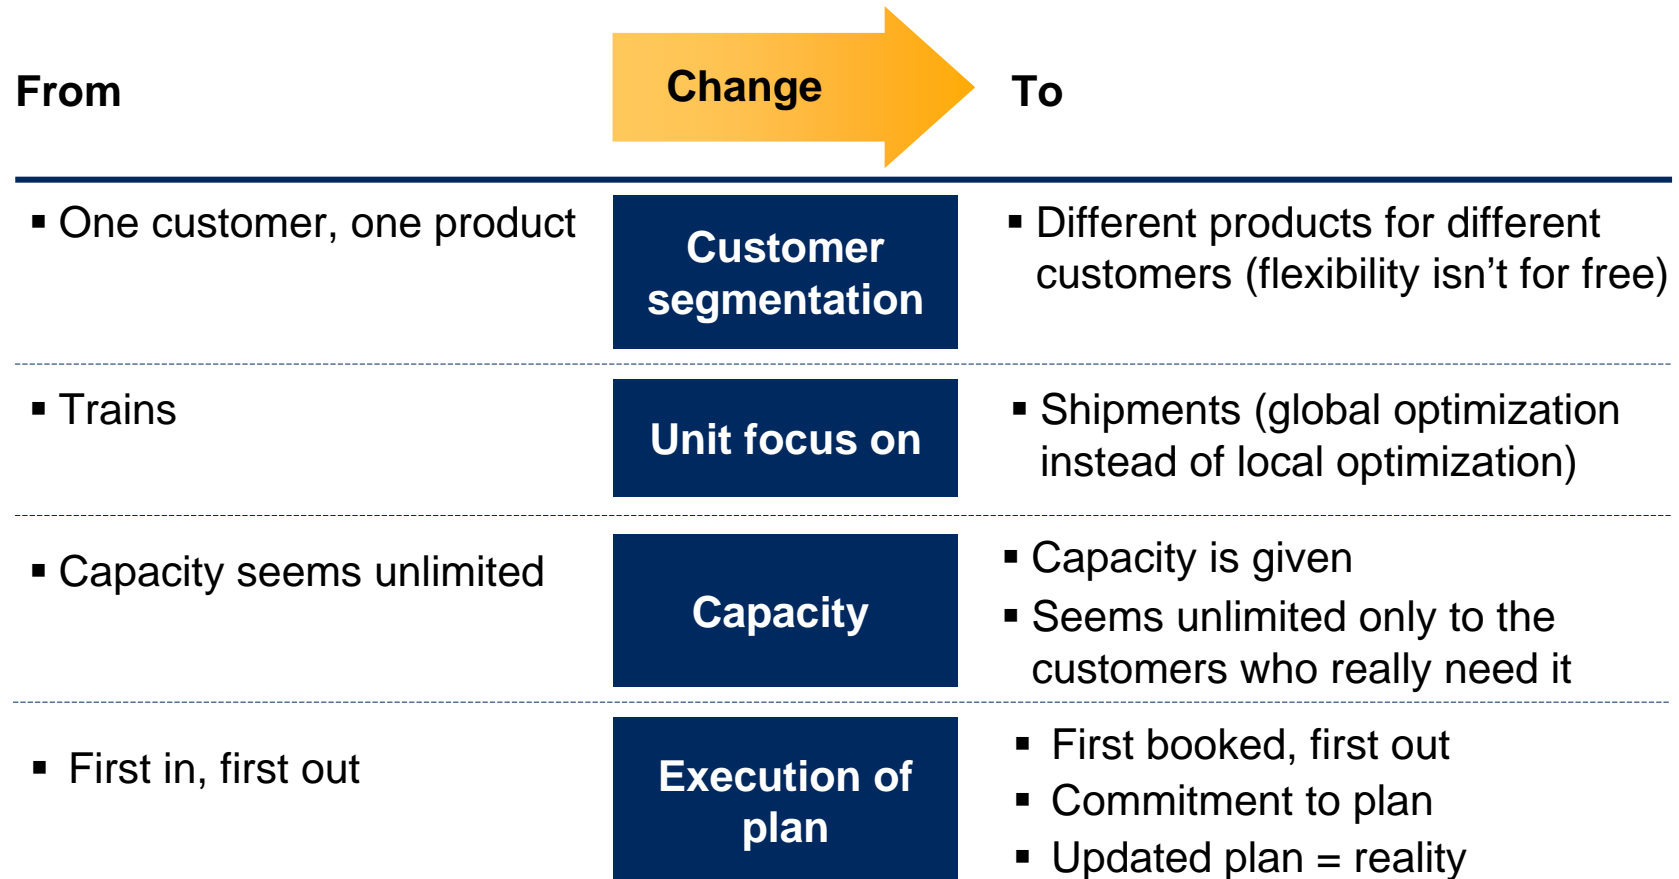 From
Change
To
▪ One customer, one product
Customer
segmentation
▪ Different products for different
customers (flexibility isn’t for free)
▪ Trains
Unit focus on
▪ Shipments (global optimization
instead of local optimization)
▪ Capacity seems unlimited
Capacity
▪ Capacity is given
▪ Seems unlimited only to the
customers who really need it
▪ First in, first out
Execution of
plan
▪ First booked, first out
▪ Commitment to plan
▪ Updated plan = reality